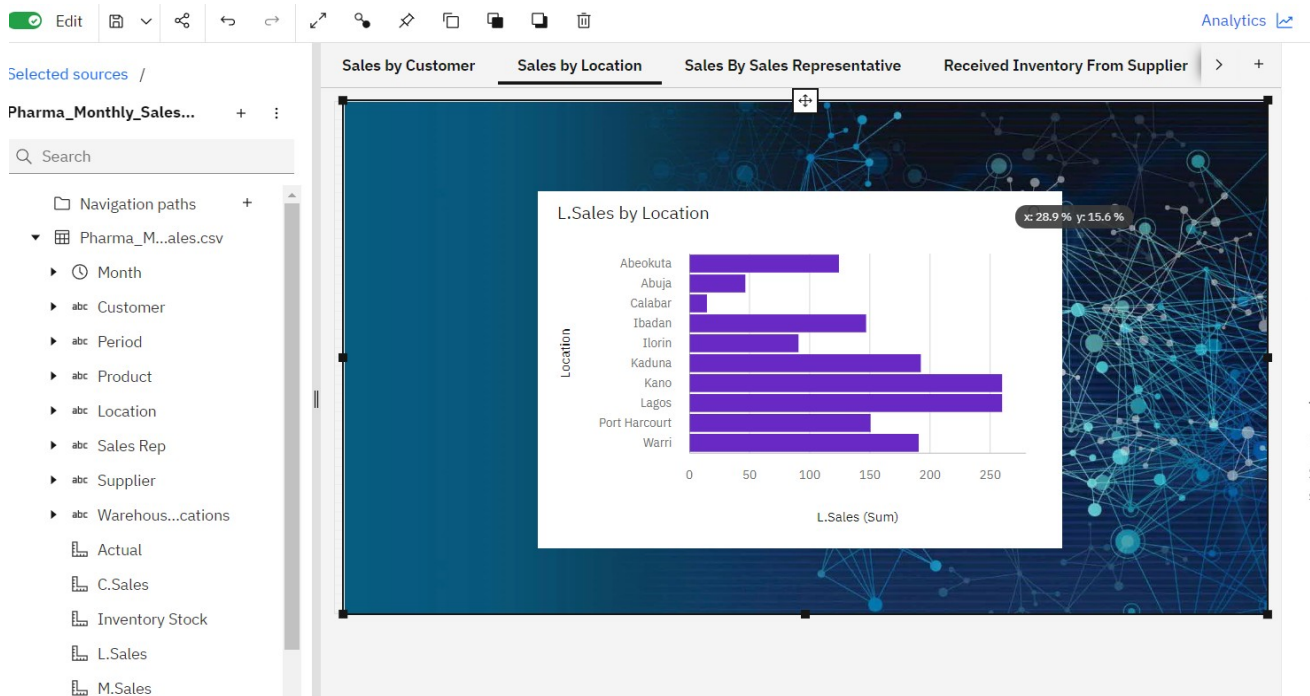 Edit
Analytics
Selected sources /
Pharma_Monthly_Sales...
Search
Navigation paths
Pharma_M...ales.csv
Month
abc Customer
abc Period
abc Product
abc Location
abc Sales Rep
abc Supplier
abc Warehous...cations
Actual
C.Sales
Inventory Stock
L.Sales
M.Sales
Sales by Customer Sales by Location Sales By Sales Representative Received Inventory From Supplier
L.Sales by Location
x: 28.9 % y: 15.6 %
Location
Abeokuta
Abuja
Calabar
Ibadan
Ilorin
Kaduna
Kano
Lagos
Port Harcourt
Warri
0 50 100 150 200 250
L.Sales (Sum)